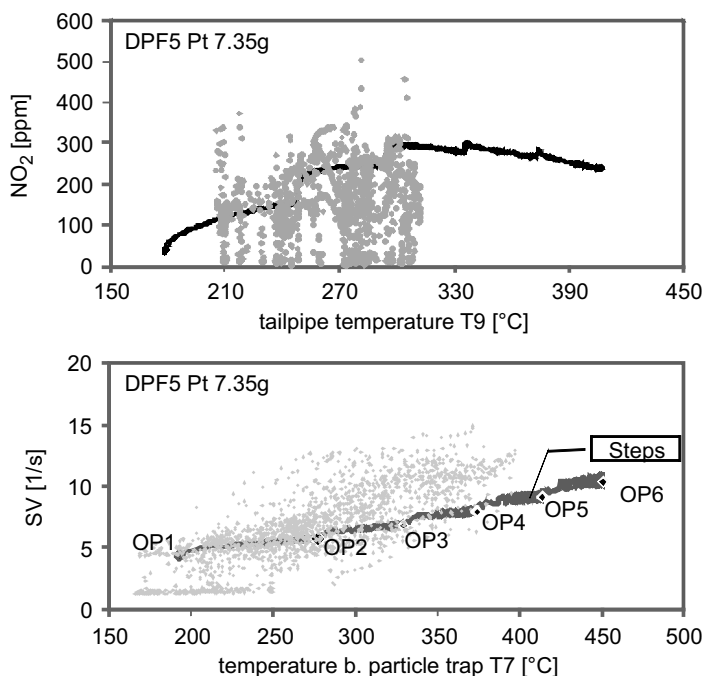 600
DPF5 Pt 7.35g
500
400
300
200
100
0
NO2 [ppm]
150 210 270 330 390 450
tailpipe temperature T9 [°C]
20
DPF5 Pt 7.35g
15
10
5
0
SV [1/s]
Steps
OP1
OP2
OP3
OP4
OP5
OP6
150 200 250 300 350 400 450 500
temperature b. particle trap T7 [°C]